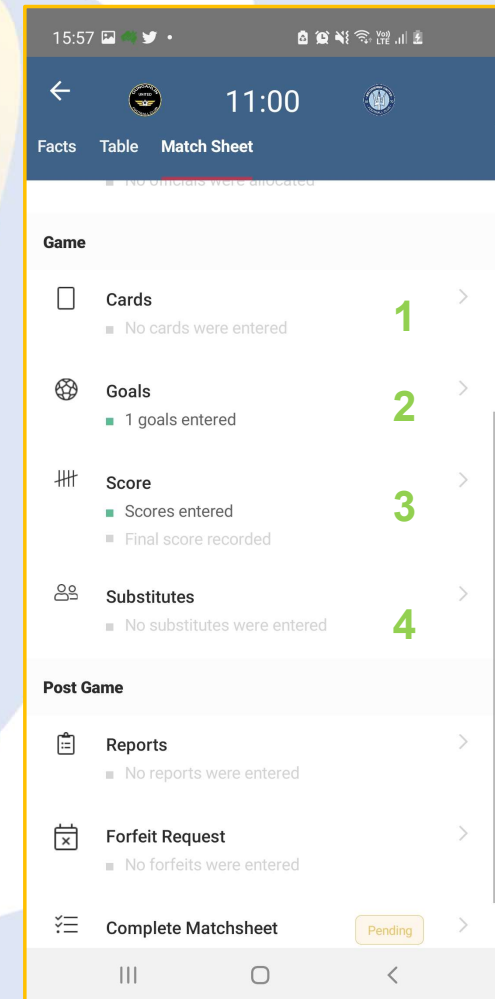 15:57
Vo))
LTE
11:00
Facts Table Match Sheet
No officials were allocated
Game
Cards
No cards were entered
1
Goals
1 goals entered
2
Score
Scores entered
3
Final score recorded
Substitutes
No substitutes were entered
4
Post Game
Reports
No reports were entered
Forfeit Request
No forfeits were entered
Complete Matchsheet Pending